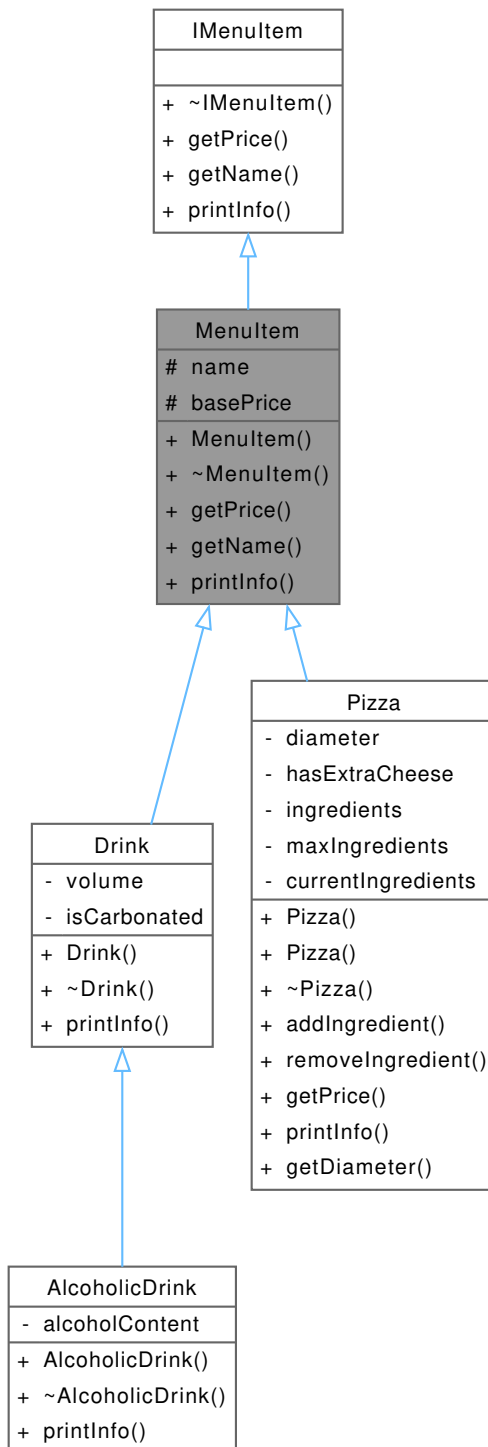 IMenuItem
+ ~IMenuItem()
+ getPrice()
+ getName()
+ printInfo()
MenuItem
# name
# basePrice
+ MenuItem()
+ ~MenuItem()
+ getPrice()
+ getName()
+ printInfo()
Pizza
- diameter
- hasExtraCheese
- ingredients
- maxIngredients
- currentIngredients
+ Pizza()
+ Pizza()
+ ~Pizza()
+ addIngredient()
+ removeIngredient()
+ getPrice()
+ printInfo()
+ getDiameter()
Drink
- volume
- isCarbonated
+ Drink()
+ ~Drink()
+ printInfo()
AlcoholicDrink
- alcoholContent
+ AlcoholicDrink()
+ ~AlcoholicDrink()
+ printInfo()